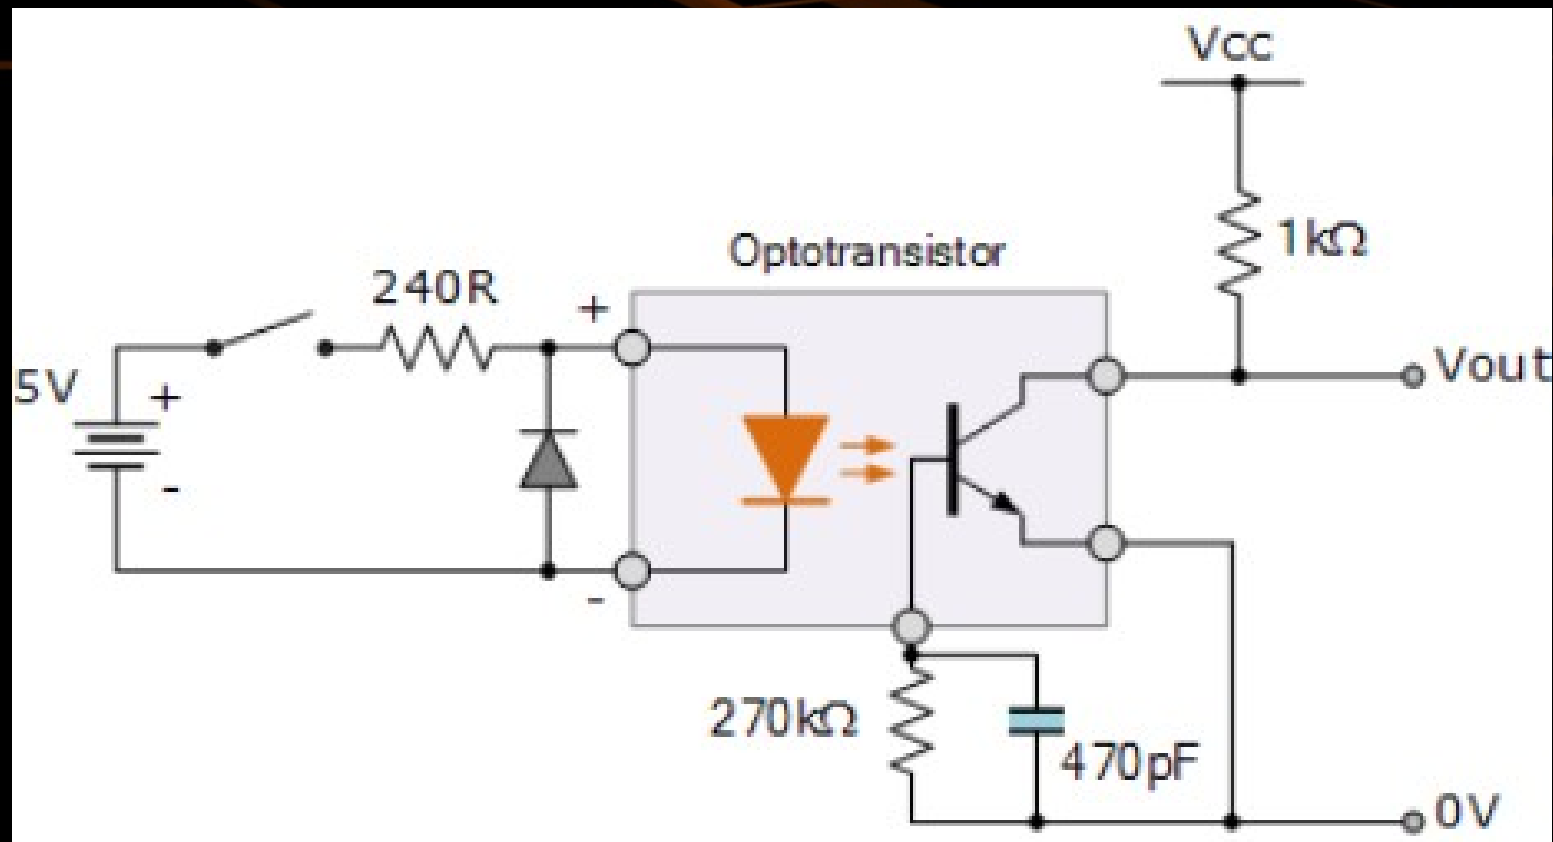 Vcc
1kΩ
Optotransistor
240R
+
5V
+
Vout
-
-
270kΩ
470pF
0V